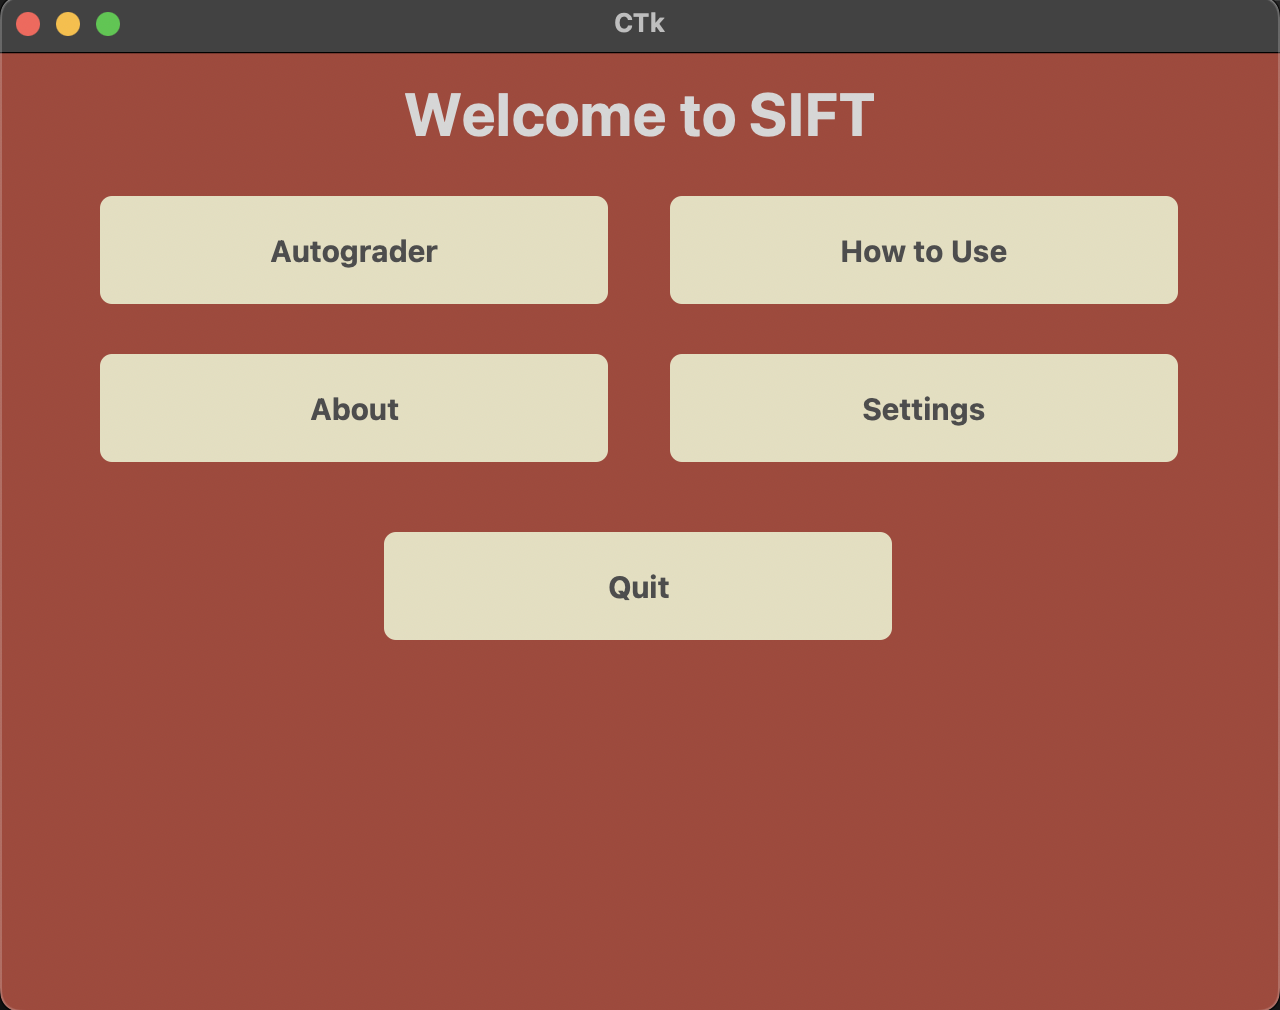 CTk
Welcome to SIFT
Autograder
How to Use
About
Settings
Quit